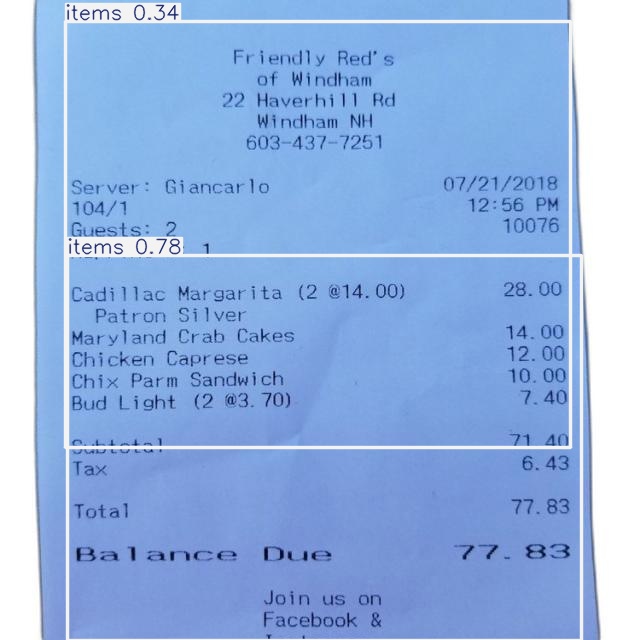 items 0.34
Friendly Red's
of Windham
22 Haverhill Rd
Windham NH
603-437-7251
Server: Giancarlo 07/21/2018
104/1 12:56 PM
Guests: 2 10076
items 0.78
1
Cadillac Margarita (2 @14.00) 28.00
Patron Silver
Maryland Crab Cakes 14.00
Chicken Caprese 12.00
Chix Parm Sandwich 10.00
Bud Light (2 @3.70) 7.40
Subtotal 71.40
Tax 6.43
Total 77.83
Balance Due 77.83
Join us on
Facebook &